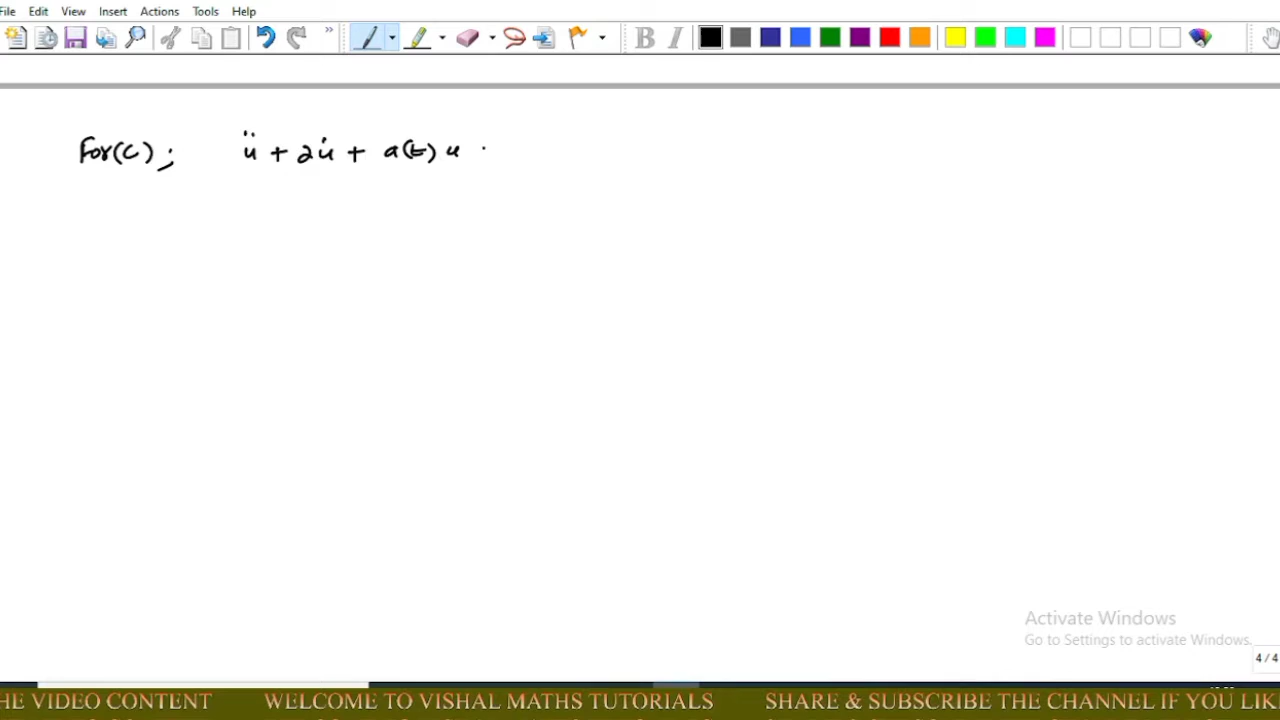 File Edit View Insert Actions Tools Help
» B I
For(c); ü + 2u̇ + a(t) u
Activate Windows
Go to Settings to activate Windows.
4 / 4
HE VIDEO CONTENT WELCOME TO VISHAL MATHS TUTORIALS SHARE & SUBSCRIBE THE CHANNEL IF YOU LIK